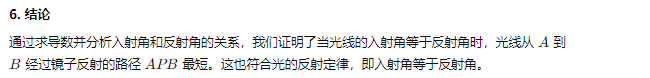 6. 结论
通过求导数并分析入射角和反射角的关系，我们证明了当光线的入射角等于反射角时，光线从 A 到
B 经过镜子反射的路径 APB 最短。这也符合光的反射定律，即入射角等于反射角。